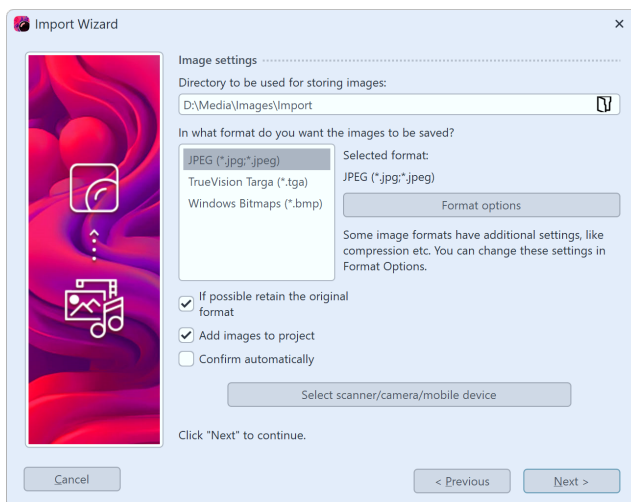 Import Wizard
Image settings
Directory to be used for storing images:
D:\Media\Images\Import
In what format do you want the images to be saved?
JPEG (*.jpg;*.jpeg)
TrueVision Targa (*.tga)
Windows Bitmaps (*.bmp)
Selected format:
JPEG (*.jpg;*.jpeg)
Format options
Some image formats have additional settings, like
compression etc. You can change these settings in
Format Options.
If possible retain the original
format
Add images to project
Confirm automatically
Select scanner/camera/mobile device
Click "Next" to continue.
Cancel
< Previous
Next >